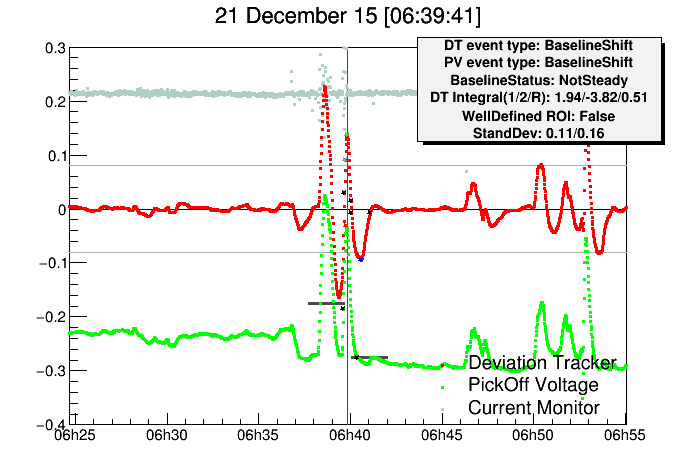 21 December 15 [06:39:41]
DT event type: BaselineShift
PV event type: BaselineShift
BaselineStatus: NotSteady
DT Integral(1/2/R): 1.94/-3.82/0.51
WellDefined ROI: False
StandDev: 0.11/0.16
0.3
0.2
0.1
0
−0.1
−0.2
−0.3
−0.4
Deviation Tracker
PickOff Voltage
Current Monitor
06h25 06h30 06h35 06h40 06h45 06h50 06h55